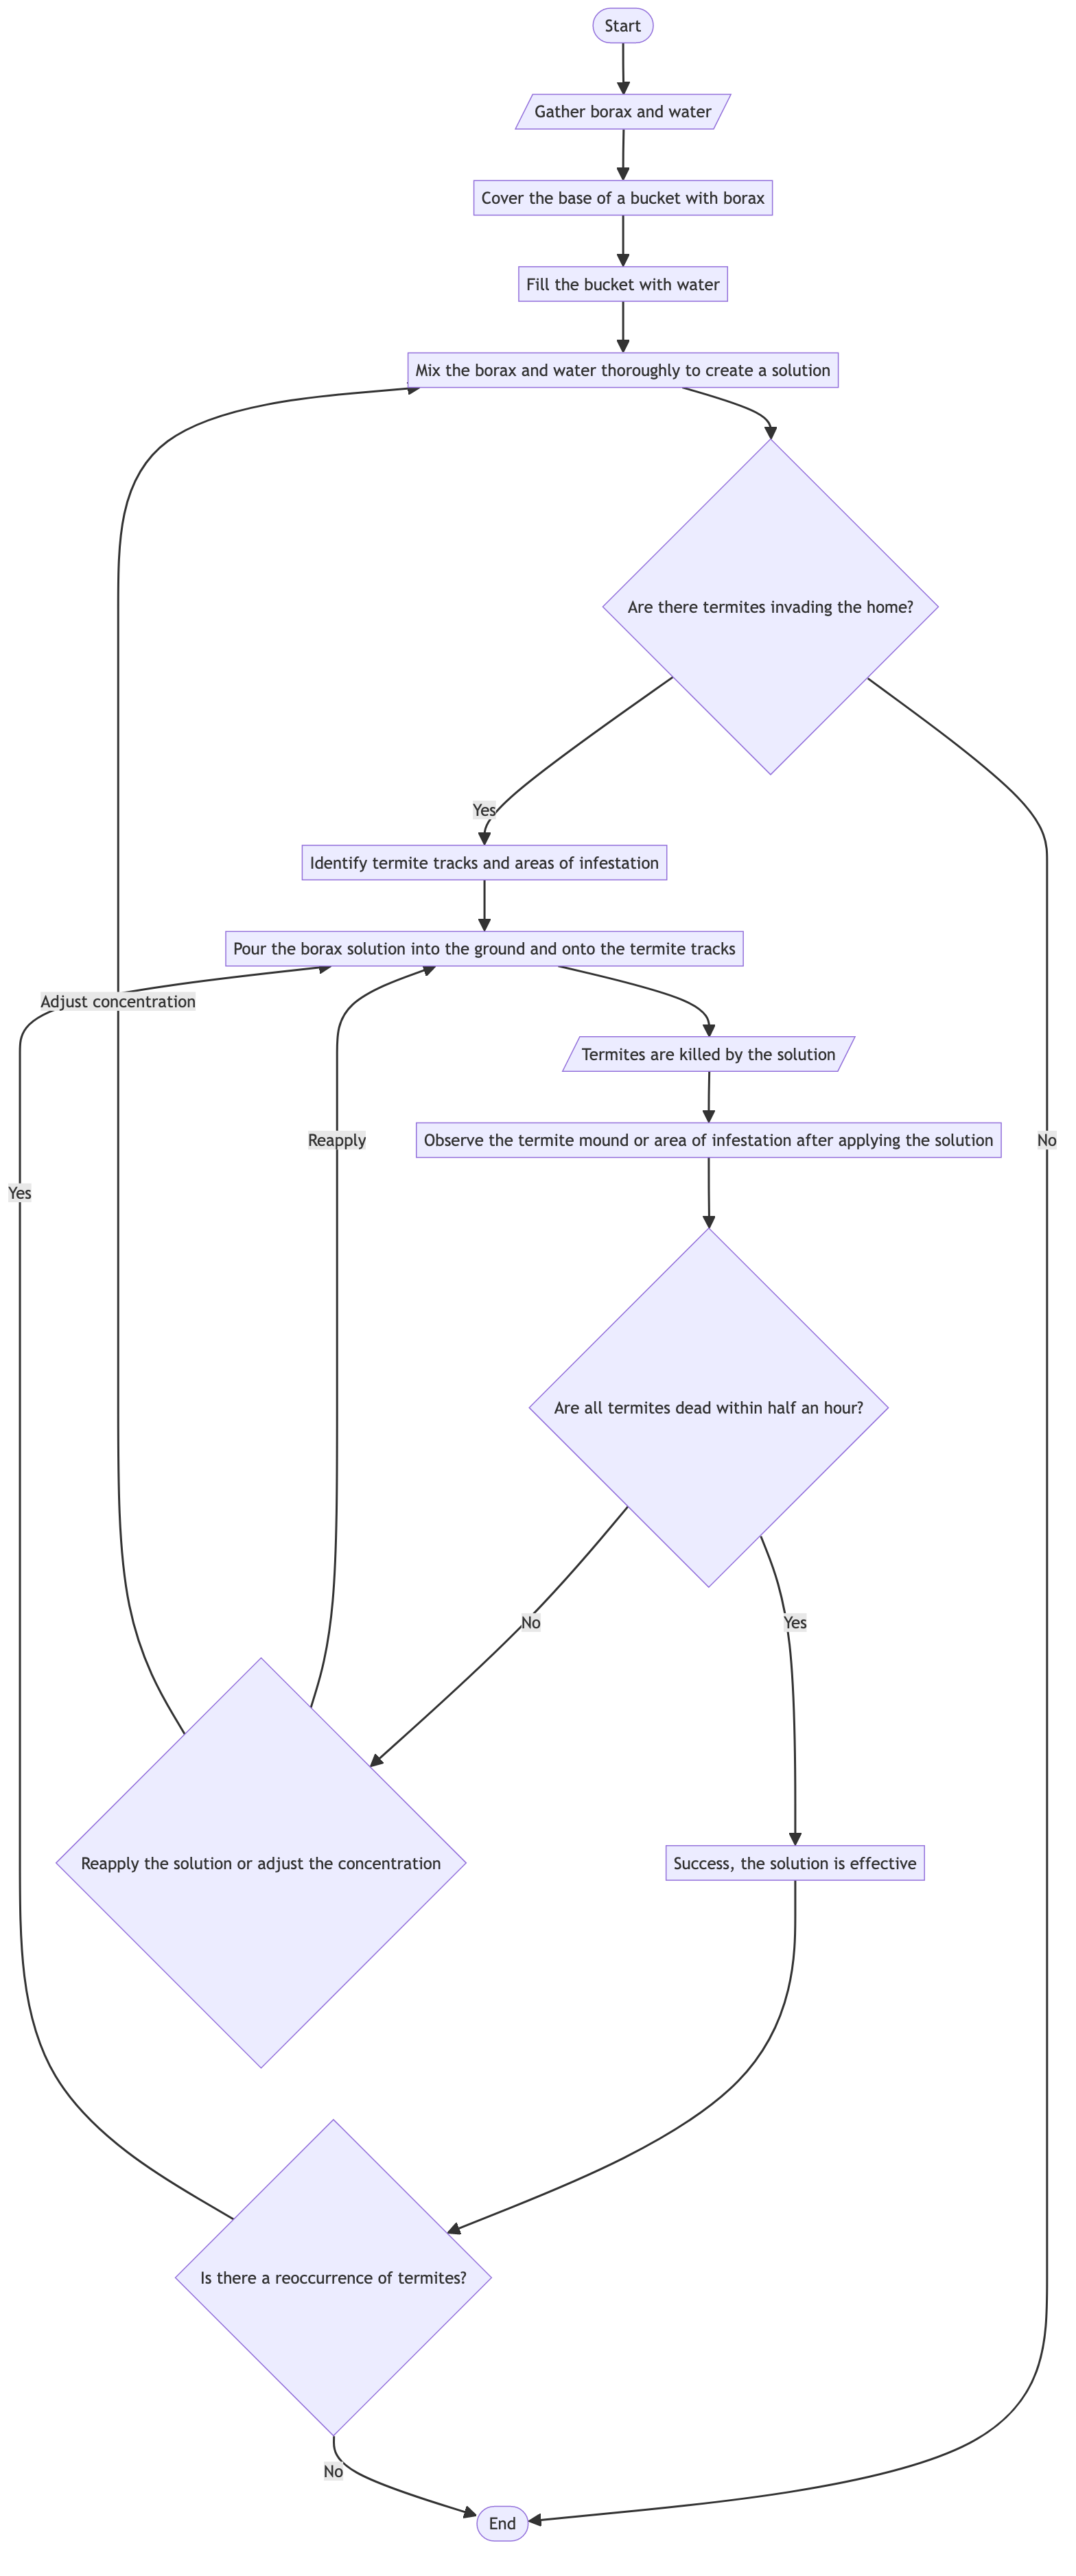 Start
Gather borax and water
Cover the base of a bucket with borax
Fill the bucket with water
Mix the borax and water thoroughly to create a solution
Are there termites invading the home?
Yes
Identify termite tracks and areas of infestation
Pour the borax solution into the ground and onto the termite tracks
Adjust concentration
Termites are killed by the solution
Reapply
Observe the termite mound or area of infestation after applying the solution
No
Yes
Are all termites dead within half an hour?
No
Yes
Reapply the solution or adjust the concentration
Success, the solution is effective
Is there a reoccurrence of termites?
No
End